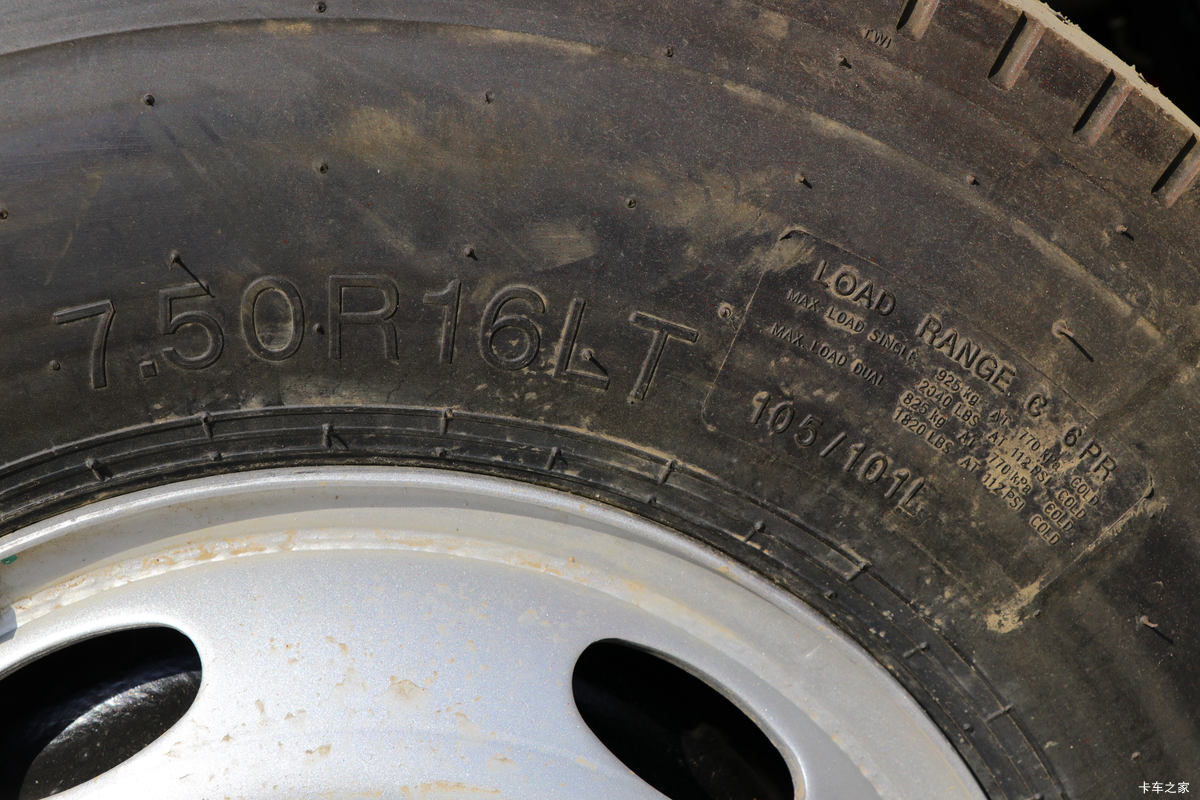 TWI
7.50R16LT
LOAD RANGE C 6 PR
MAX. LOAD SINGLE 925 kg AT 770 kPa COLD
2040 LBS AT 112 PSI COLD
MAX. LOAD DUAL 825 kg AT 770 kPa COLD
1820 LBS AT 112 PSI COLD
105/101L
卡车之家